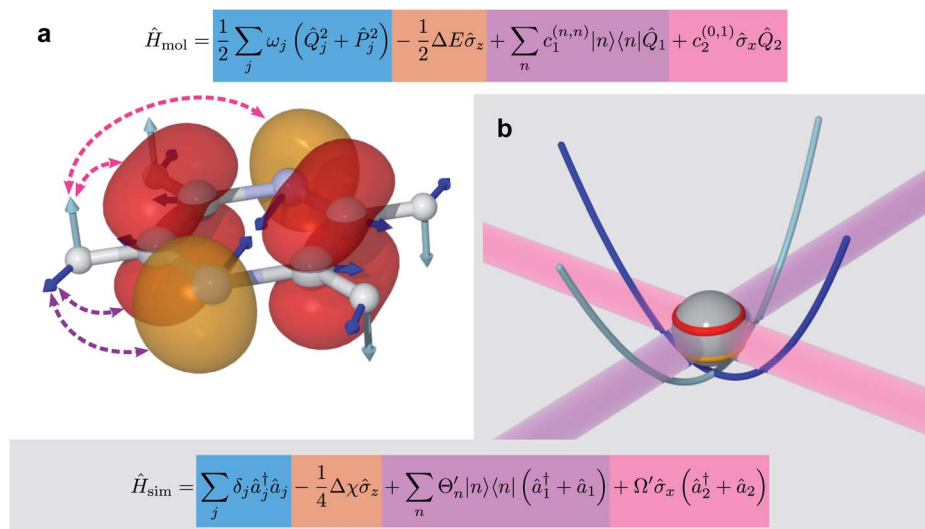 a
Ĥ_mol = 1/2 ∑_j ω_j (Q̂_j^2 + P̂_j^2) − 1/2 ΔE σ̂_z + ∑_n c_1^(n,n) |n⟩⟨n| Q̂_1 + c_2^(0,1) σ̂_x Q̂_2
b
Ĥ_sim = ∑_j δ_j â_j^† â_j − 1/4 Δχ σ̂_z + ∑_n Θ′_n |n⟩⟨n| (â_1^† + â_1) + Ω′ σ̂_x (â_2^† + â_2)